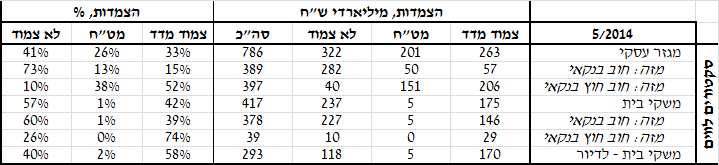 הצמדות, מיליארדי ש״ח הצמדות, %
5/2014 צמוד מדד מט״ח לא צמוד סה״כ צמוד מדד מט״ח לא צמוד
מגזר עסקי 263 201 322 786 33% 26% 41%
מזה: חוב בנקאי 57 50 282 389 15% 13% 73%
מזה: חוב חוץ בנקאי 206 151 40 397 52% 38% 10%
משקי בית 175 5 237 417 42% 1% 57%
מזה: חוב בנקאי 146 5 227 378 39% 1% 60%
מזה: חוב חוץ בנקאי 29 0 10 39 74% 0% 26%
משקי בית - לדיור 170 5 118 293 58% 2% 40%
סקטורים לווים